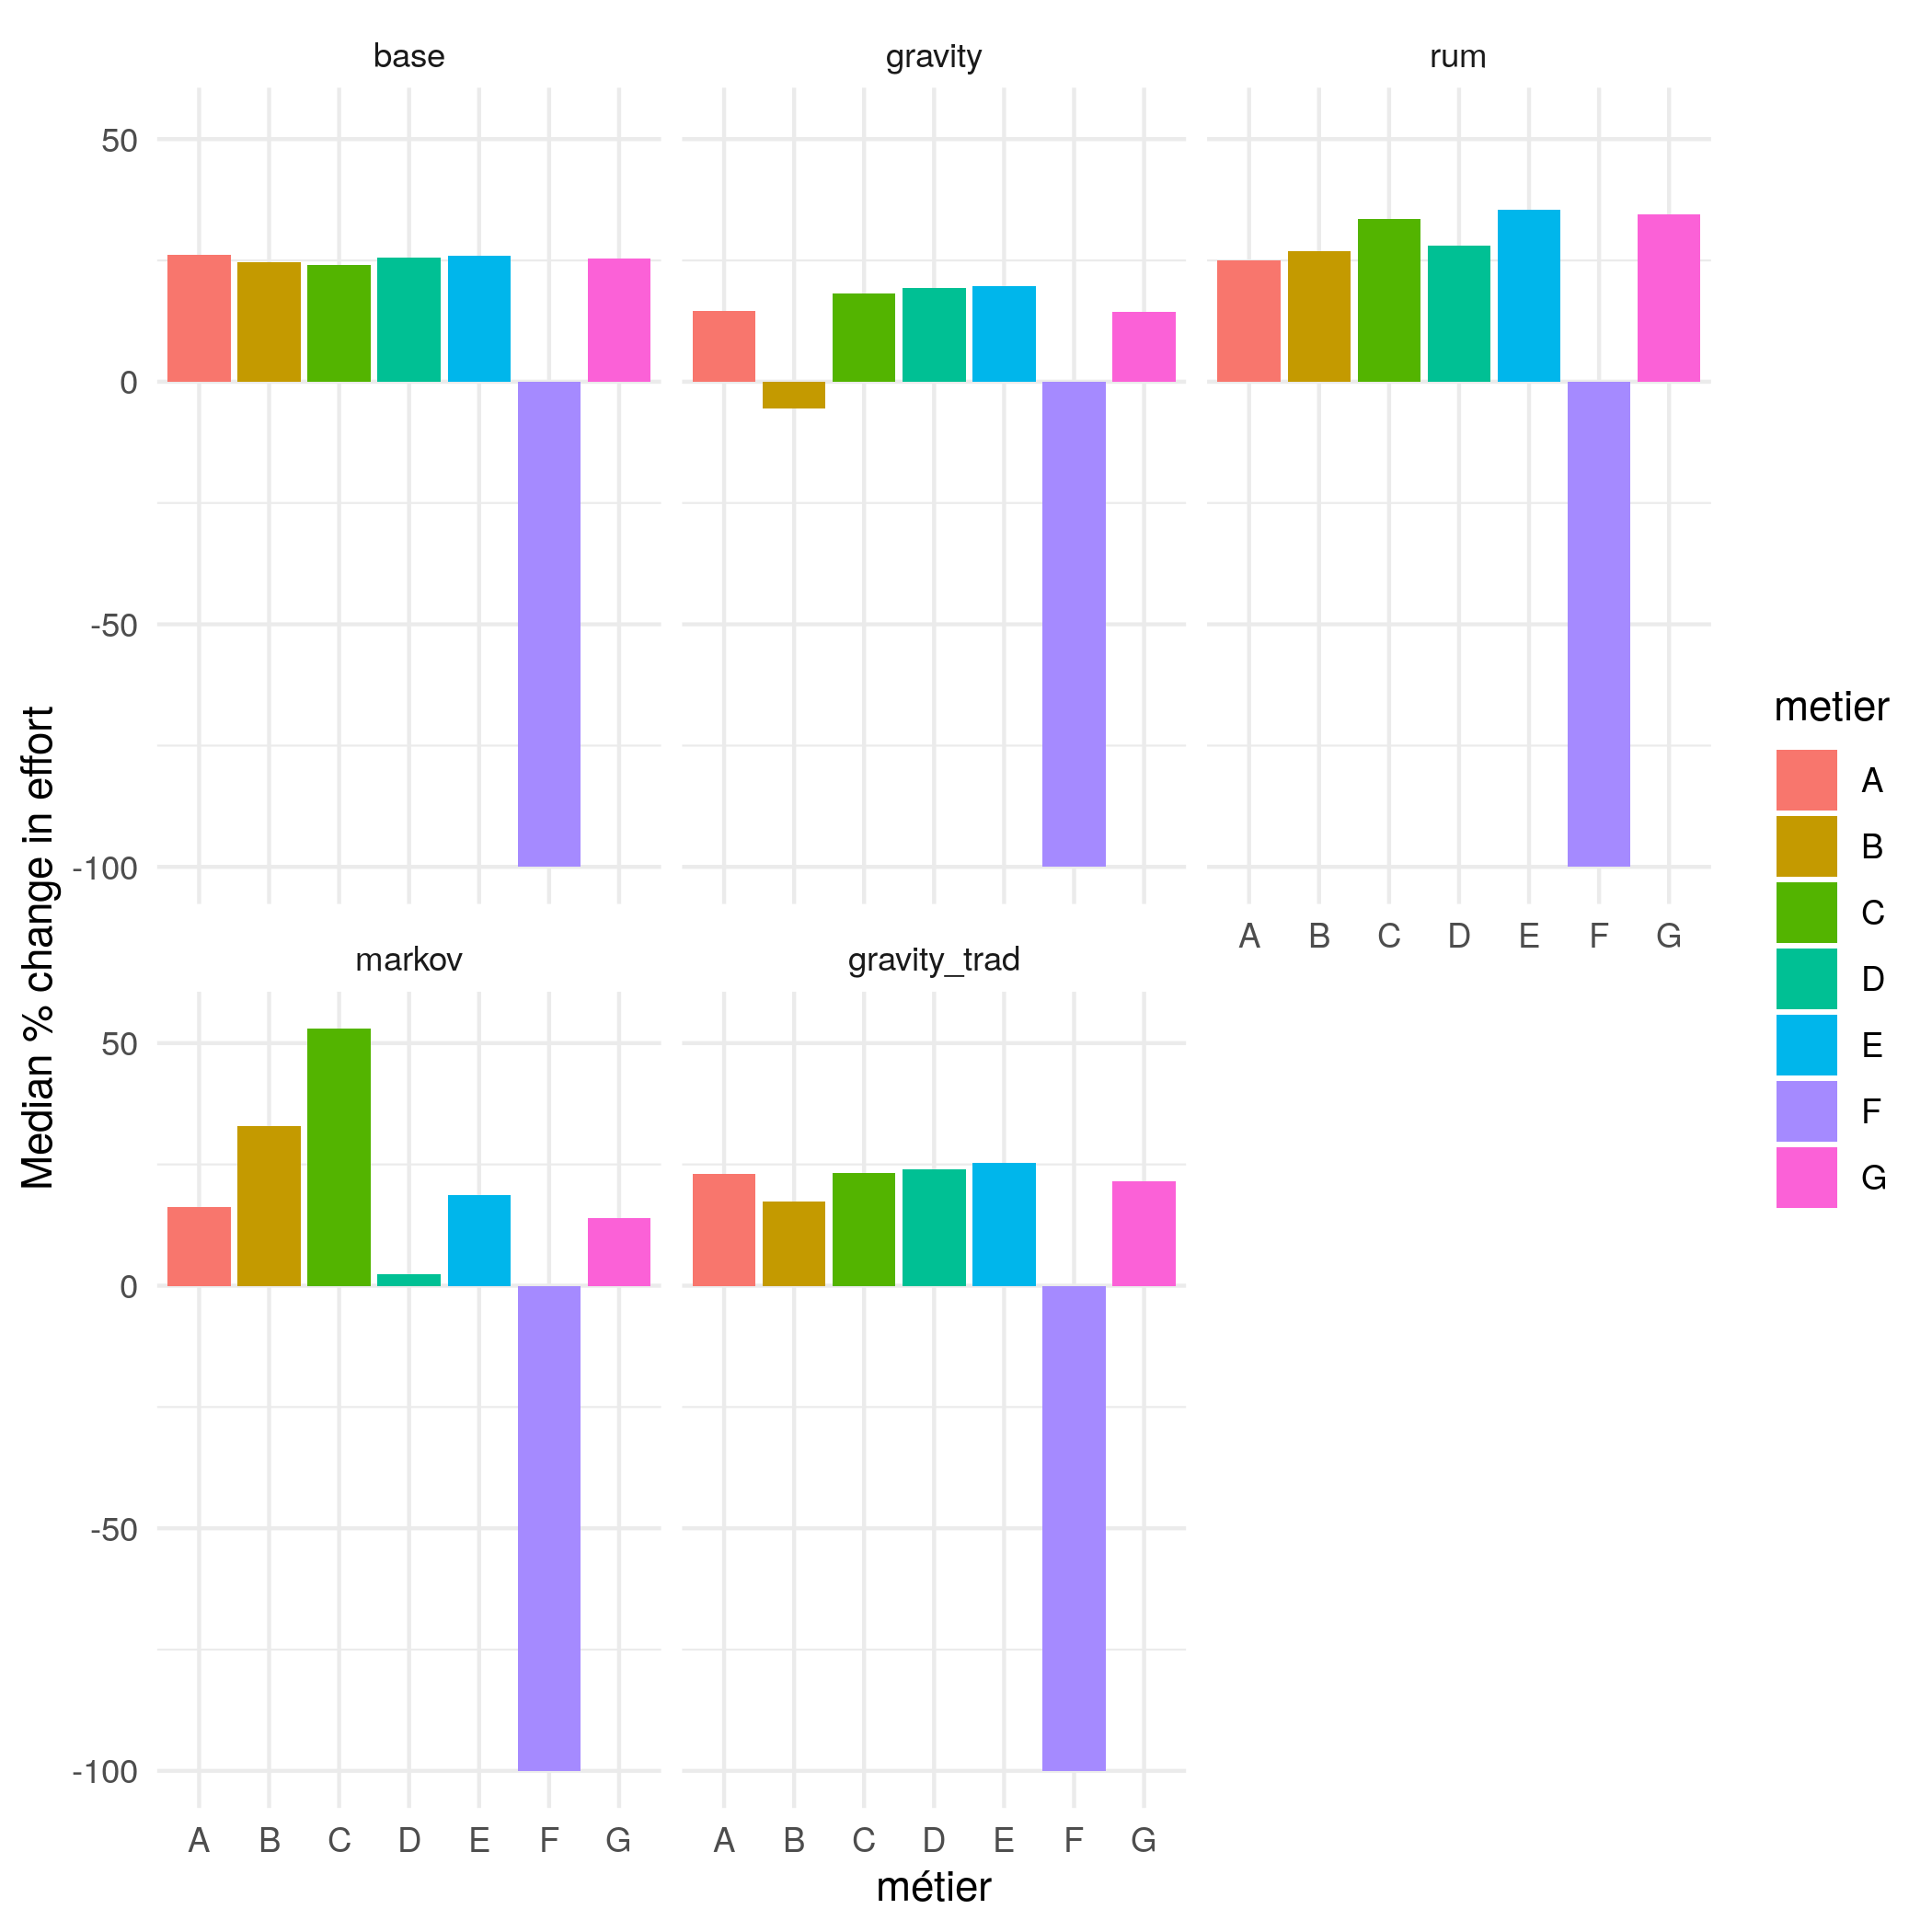 base
gravity
rum
50
0
-50
-100
A B C D E F G
markov
gravity_trad
50
0
-50
-100
A B C D E F G
A B C D E F G
métier
Median % change in effort
metier
A
B
C
D
E
F
G